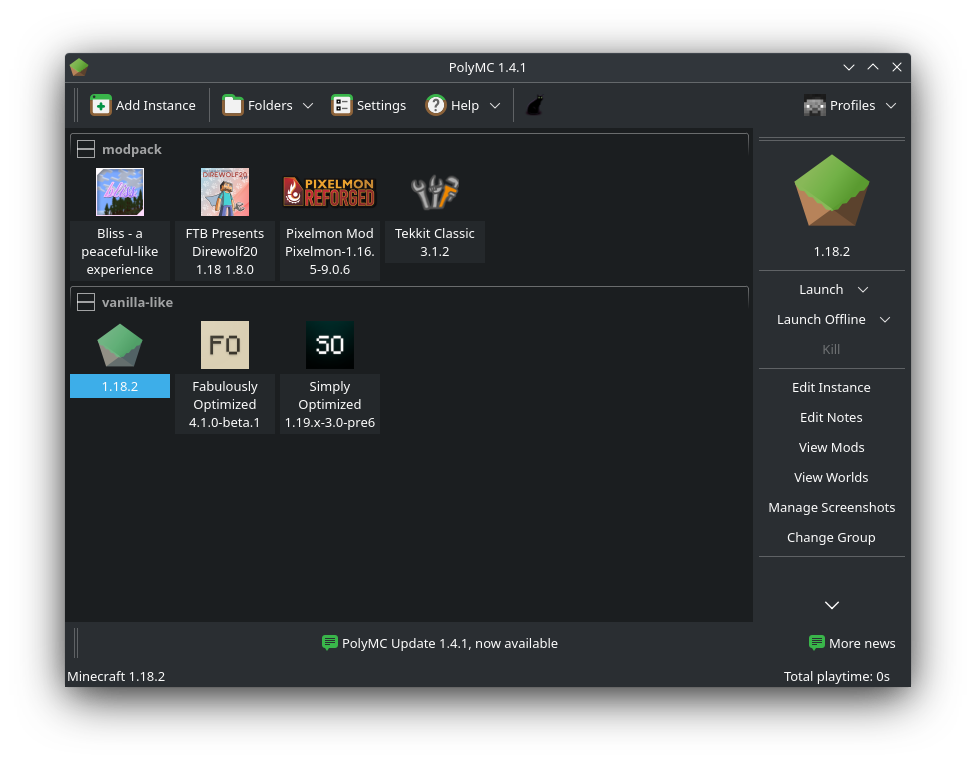 PolyMC 1.4.1
Add Instance
Folders
Settings
Help
Profiles
modpack
DIREWOLF20
PIXELMON
REFORGED
Bliss - a
peaceful-like
experience
FTB Presents
Direwolf20
1.18 1.8.0
Pixelmon Mod
Pixelmon-1.16.
5-9.0.6
Tekkit Classic
3.1.2
vanilla-like
FO
SO
1.18.2
Fabulously
Optimized
4.1.0-beta.1
Simply
Optimized
1.19.x-3.0-pre6
1.18.2
Launch
Launch Offline
Kill
Edit Instance
Edit Notes
View Mods
View Worlds
Manage Screenshots
Change Group
PolyMC Update 1.4.1, now available
More news
Minecraft 1.18.2
Total playtime: 0s